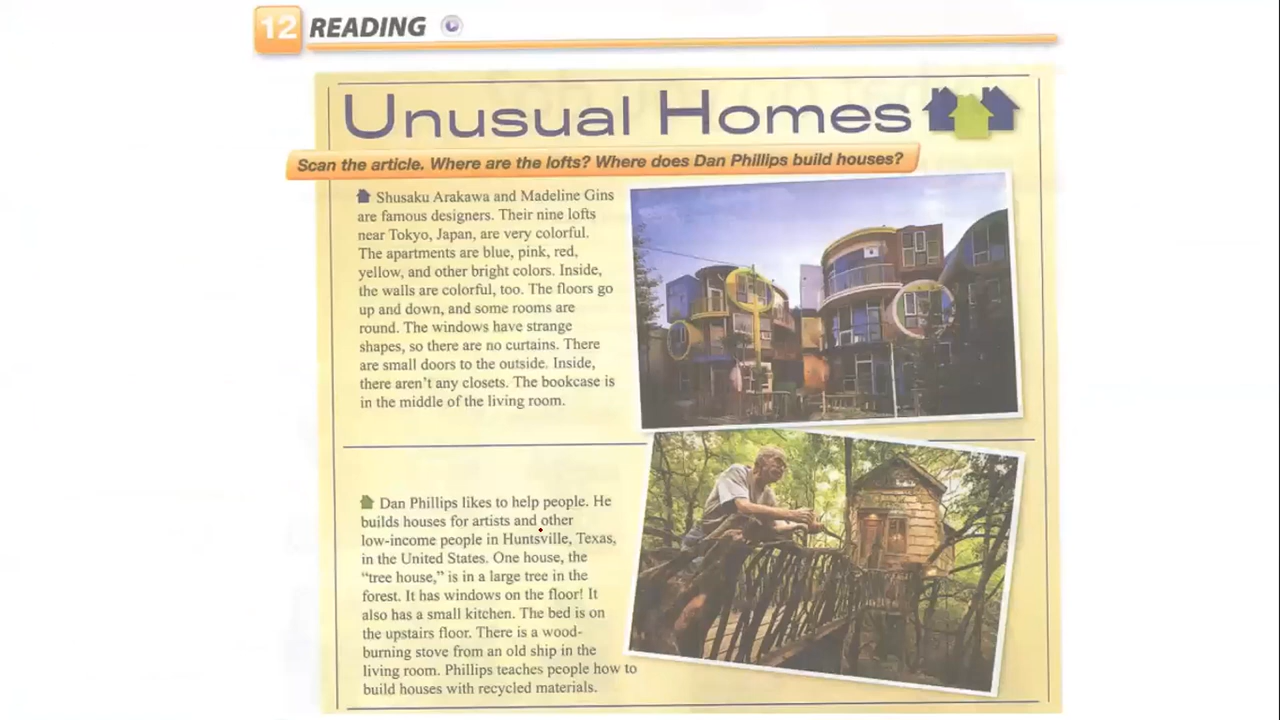 12 READING
Unusual Homes
Scan the article. Where are the lofts? Where does Dan Phillips build houses?
Shusaku Arakawa and Madeline Gins
are famous designers. Their nine lofts
near Tokyo, Japan, are very colorful.
The apartments are blue, pink, red,
yellow, and other bright colors. Inside,
the walls are colorful, too. The floors go
up and down, and some rooms are
round. The windows have strange
shapes, so there are no curtains. There
are small doors to the outside. Inside,
there aren't any closets. The bookcase is
in the middle of the living room.
Dan Phillips likes to help people. He
builds houses for artists and other
low-income people in Huntsville, Texas,
in the United States. One house, the
“tree house,” is in a large tree in the
forest. It has windows on the floor! It
also has a small kitchen. The bed is on
the upstairs floor. There is a wood-
burning stove from an old ship in the
living room. Phillips teaches people how to
build houses with recycled materials.